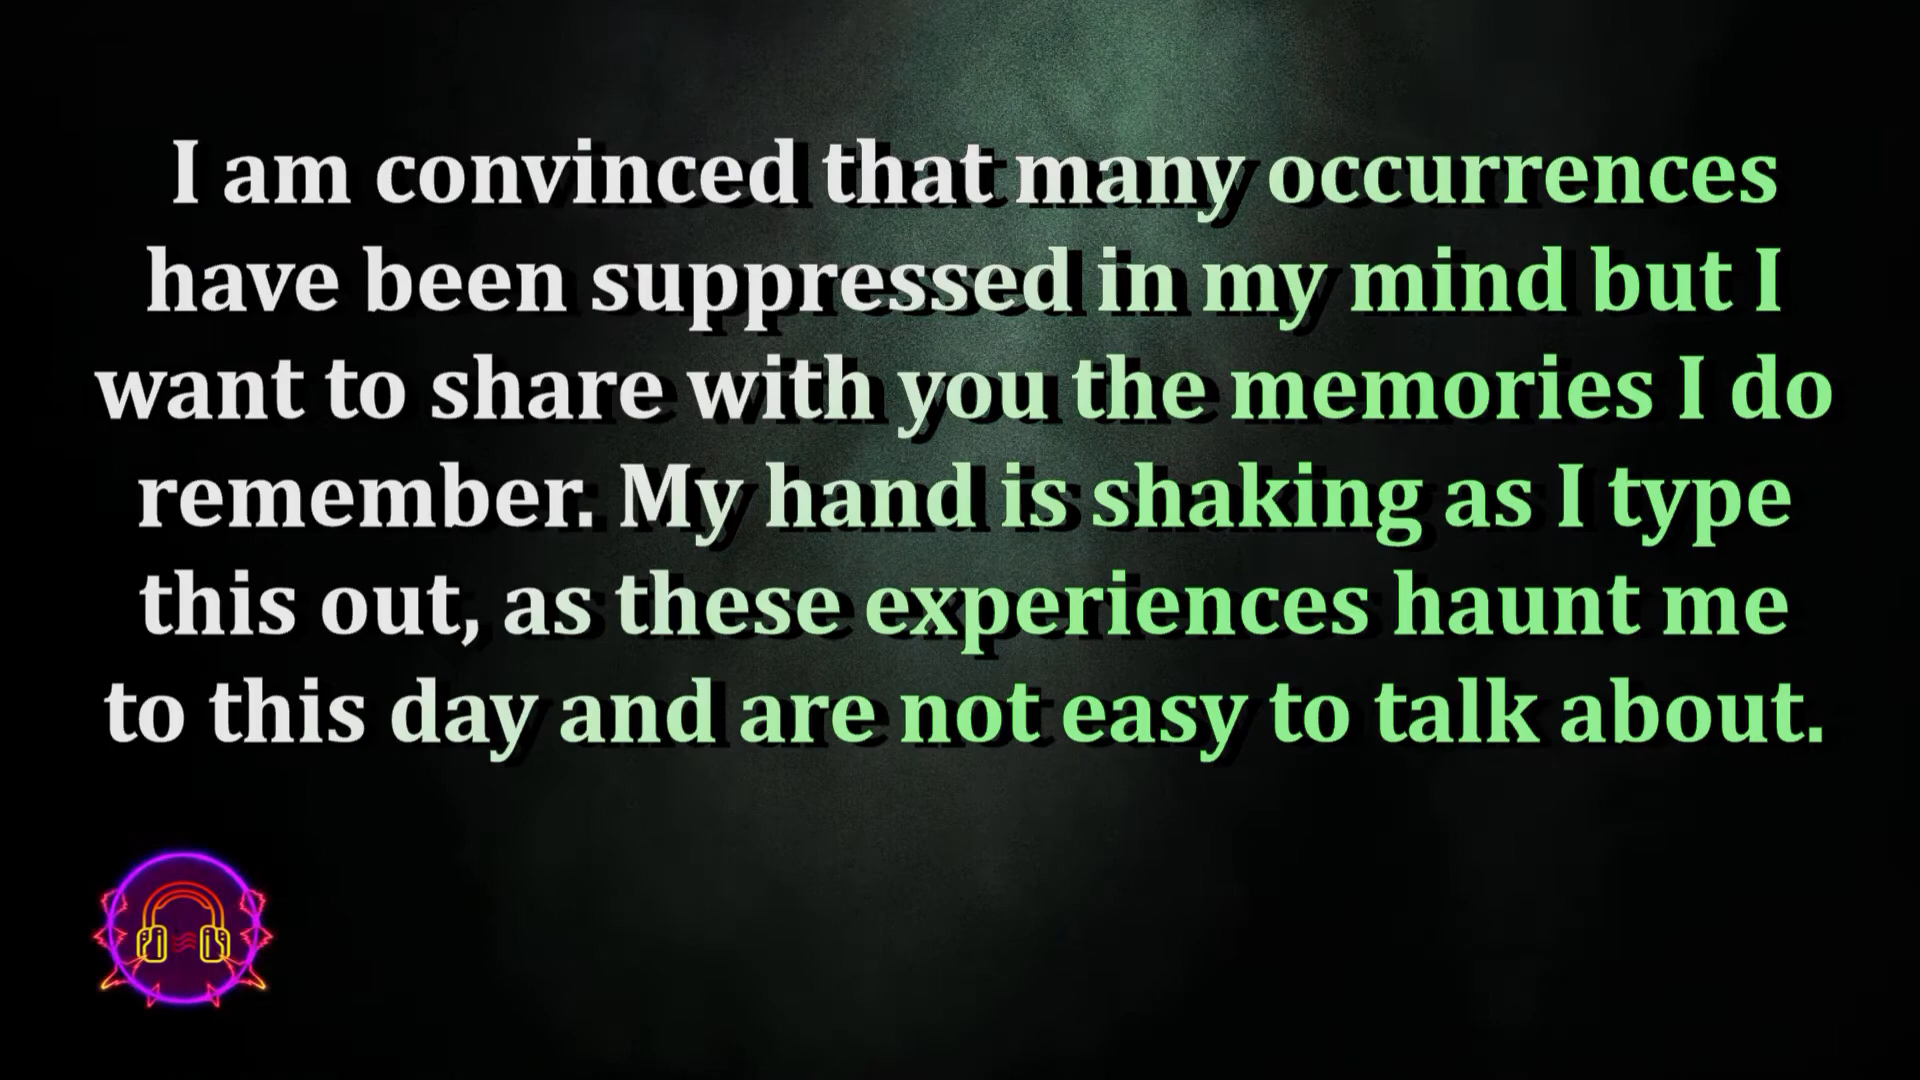 I am convinced that many occurrences
have been suppressed in my mind but I
want to share with you the memories I do
remember. My hand is shaking as I type
this out, as these experiences haunt me
to this day and are not easy to talk about.